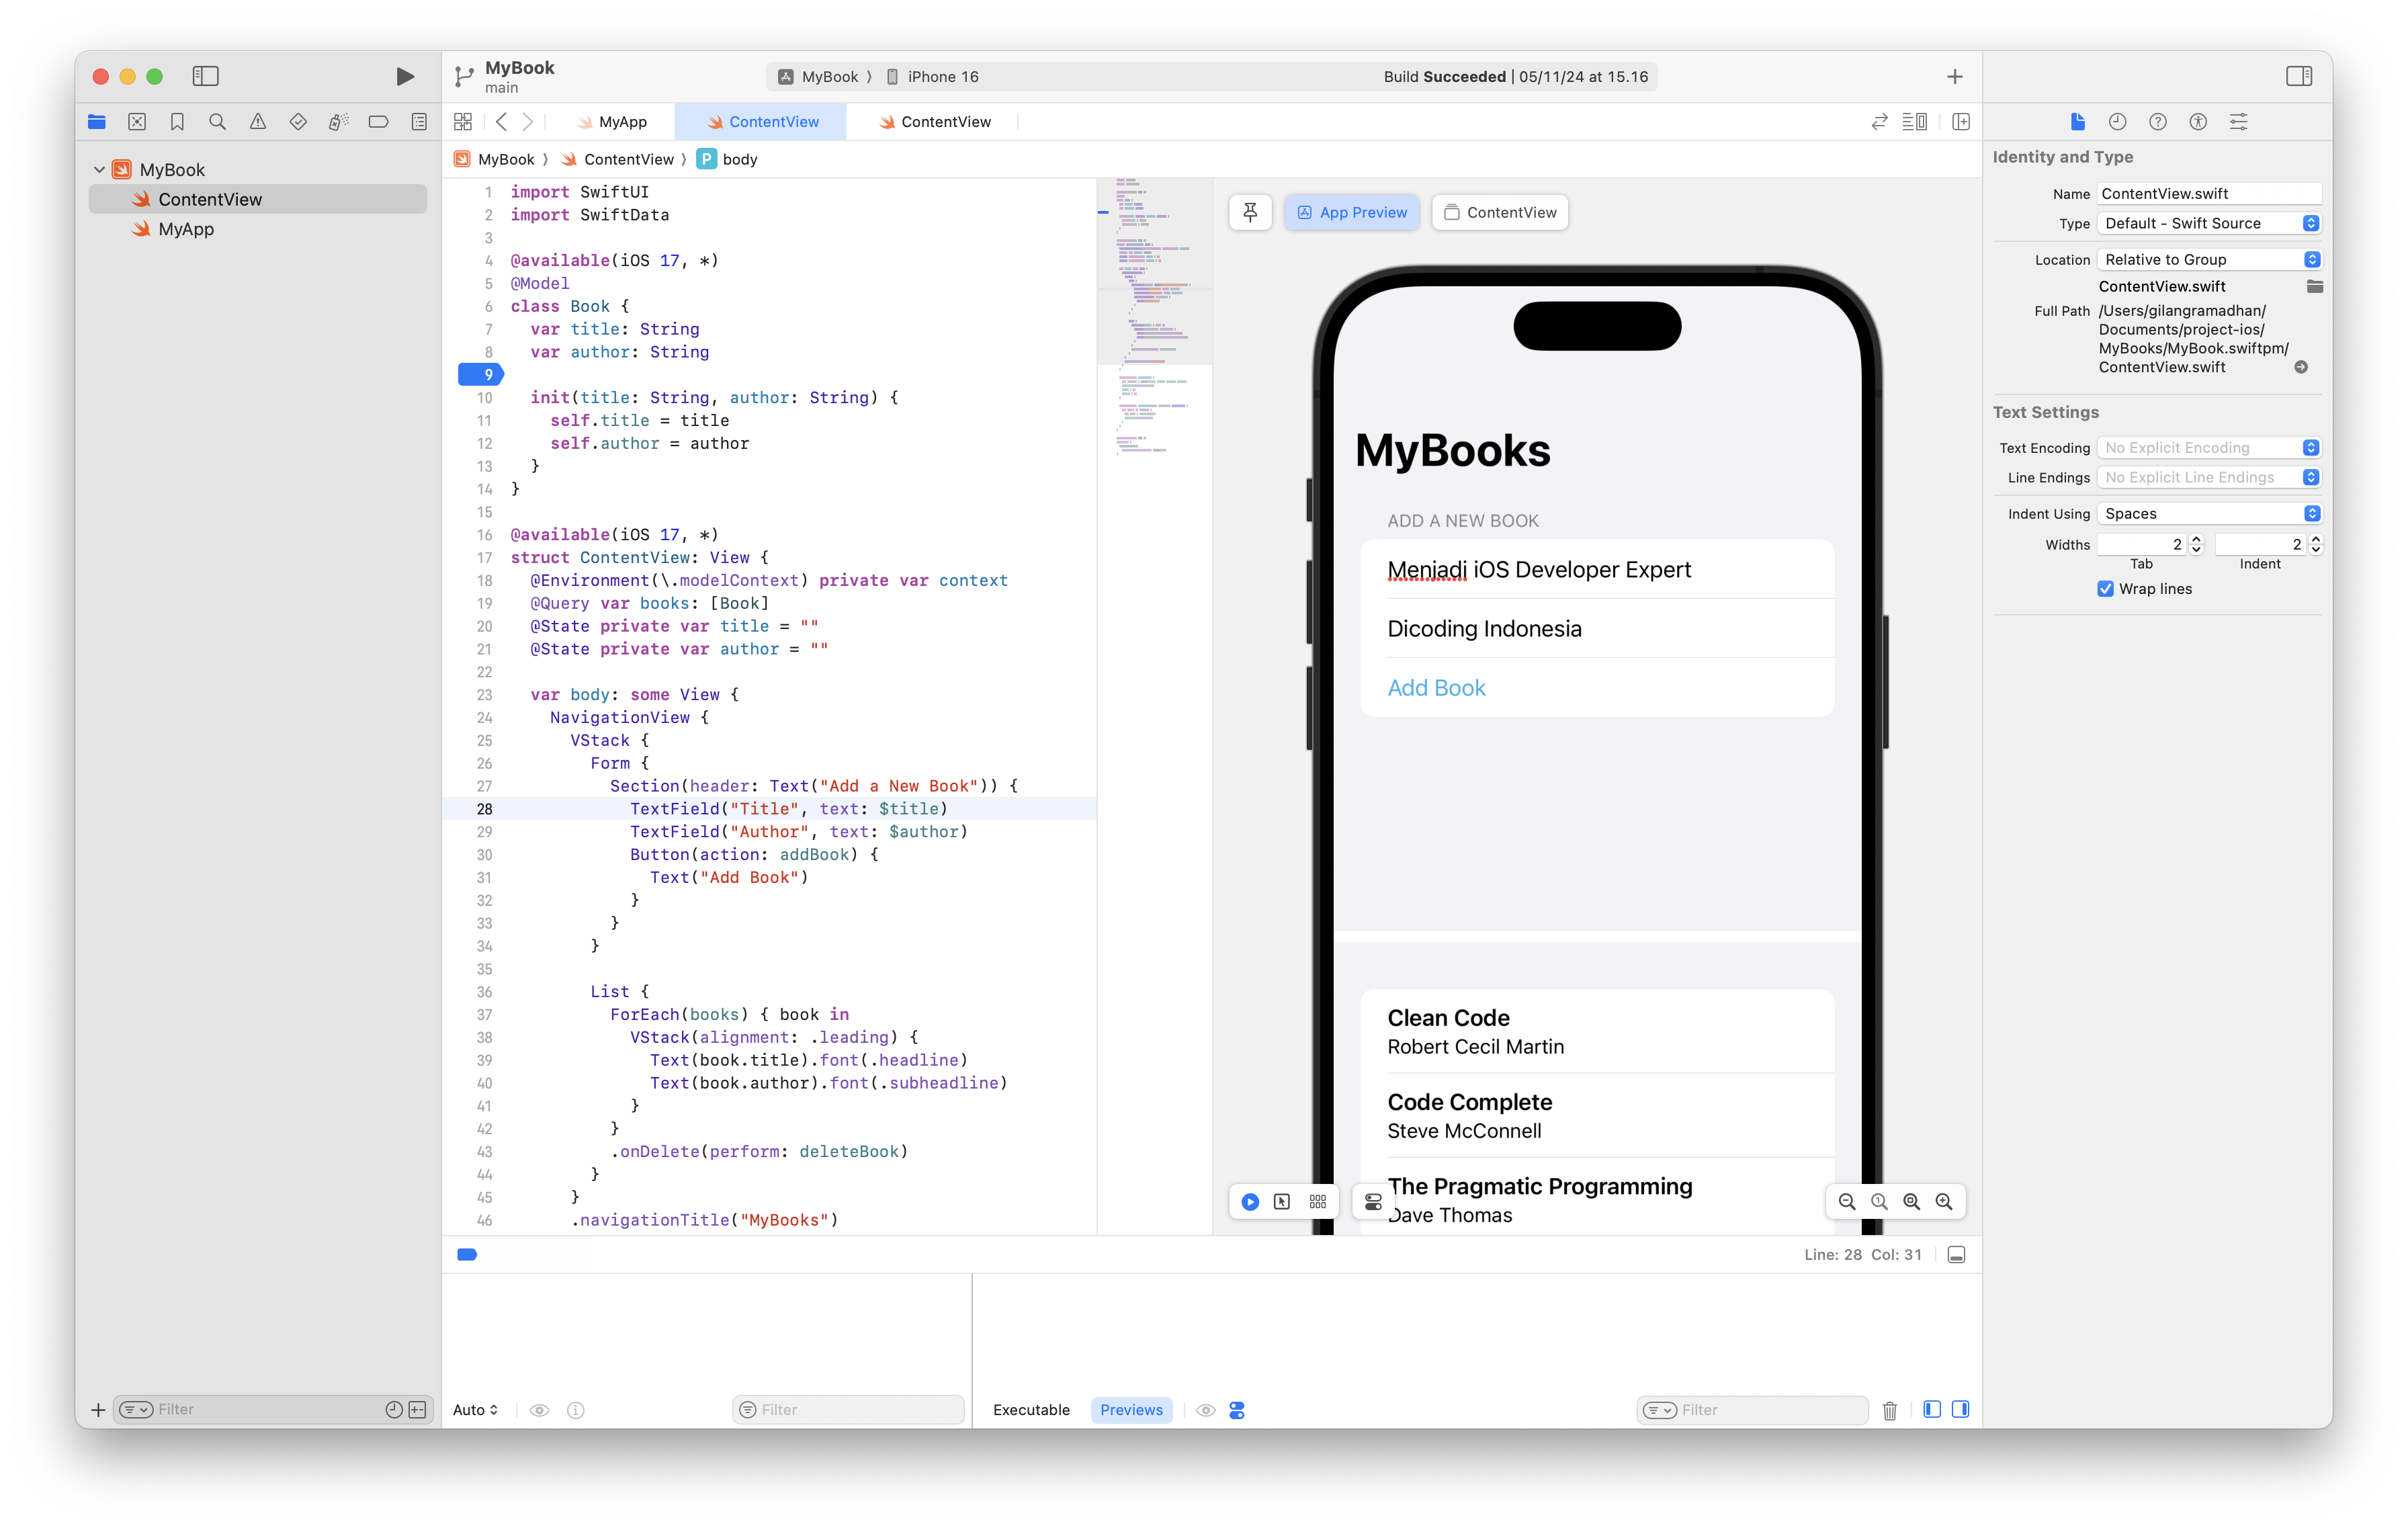 MyBook
main
MyBook 〉 iPhone 16
Build Succeeded | 05/11/24 at 15.16
MyApp
ContentView
ContentView
MyBook 〉 ContentView 〉 P body
MyBook
ContentView
MyApp
1 import SwiftUI
2 import SwiftData
3
4 @available(iOS 17, *)
5 @Model
6 class Book {
7 var title: String
8 var author: String
9
10 init(title: String, author: String) {
11 self.title = title
12 self.author = author
13 }
14 }
15
16 @available(iOS 17, *)
17 struct ContentView: View {
18 @Environment(\.modelContext) private var context
19 @Query var books: [Book]
20 @State private var title = ""
21 @State private var author = ""
22
23 var body: some View {
24 NavigationView {
25 VStack {
26 Form {
27 Section(header: Text("Add a New Book")) {
28 TextField("Title", text: $title)
29 TextField("Author", text: $author)
30 Button(action: addBook) {
31 Text("Add Book")
32 }
33 }
34 }
35
36 List {
37 ForEach(books) { book in
38 VStack(alignment: .leading) {
39 Text(book.title).font(.headline)
40 Text(book.author).font(.subheadline)
41 }
42 }
43 .onDelete(perform: deleteBook)
44 }
45 }
46 .navigationTitle("MyBooks")
App Preview
ContentView
MyBooks
ADD A NEW BOOK
Menjadi iOS Developer Expert
Dicoding Indonesia
Add Book
Clean Code
Robert Cecil Martin
Code Complete
Steve McConnell
The Pragmatic Programming
Dave Thomas
Line: 28 Col: 31
Filter
Auto
Filter
Executable
Previews
Filter
Identity and Type
Name ContentView.swift
Type Default - Swift Source
Location Relative to Group
ContentView.swift
Full Path /Users/gilangramadhan/
Documents/project-ios/
MyBooks/MyBook.swiftpm/
ContentView.swift
Text Settings
Text Encoding No Explicit Encoding
Line Endings No Explicit Line Endings
Indent Using Spaces
Widths 2 2
Tab Indent
Wrap lines